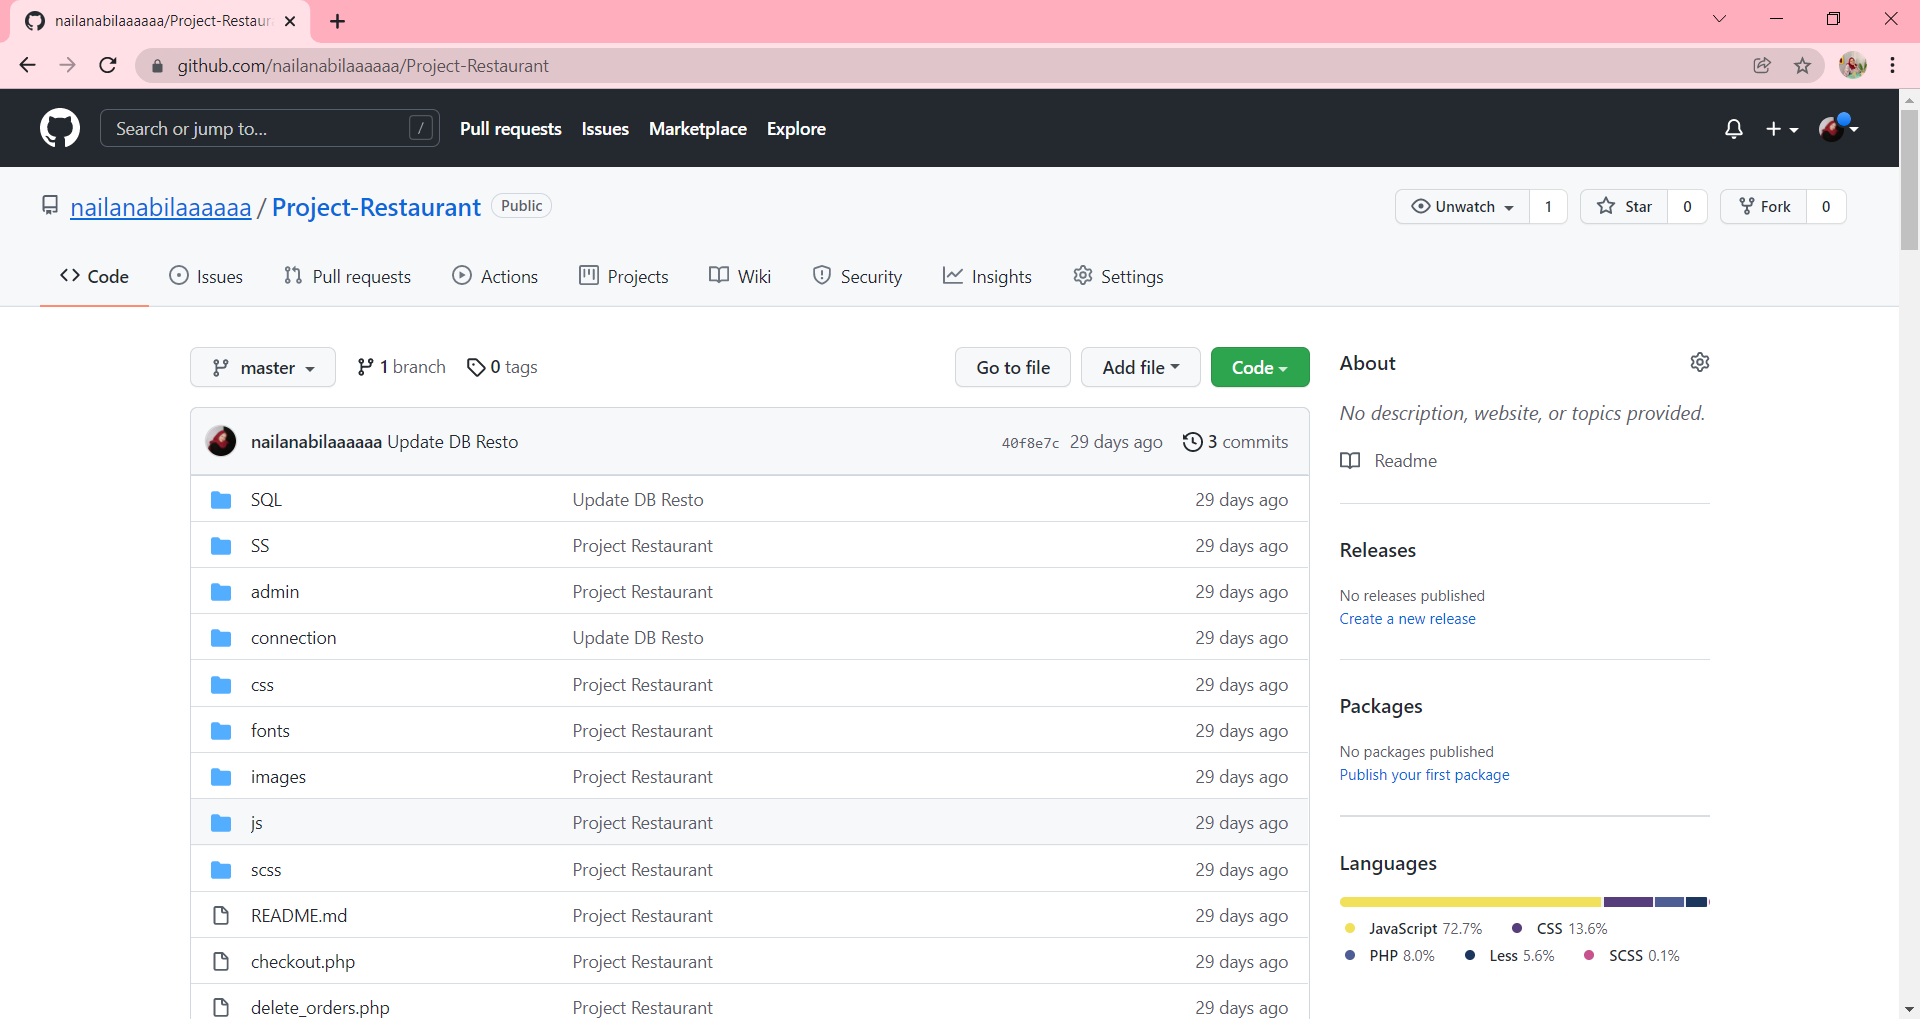 nailanabilaaaaaa/Project-Restaur
github.com/nailanabilaaaaaa/Project-Restaurant
Search or jump to... /
Pull requests Issues Marketplace Explore
nailanabilaaaaaa / Project-Restaurant Public
Unwatch 1 Star 0 Fork 0
Code Issues Pull requests Actions Projects Wiki Security Insights Settings
master 1 branch 0 tags Go to file Add file Code
nailanabilaaaaaa Update DB Resto 40f8e7c 29 days ago 3 commits
SQL Update DB Resto 29 days ago
SS Project Restaurant 29 days ago
admin Project Restaurant 29 days ago
connection Update DB Resto 29 days ago
css Project Restaurant 29 days ago
fonts Project Restaurant 29 days ago
images Project Restaurant 29 days ago
js Project Restaurant 29 days ago
scss Project Restaurant 29 days ago
README.md Project Restaurant 29 days ago
checkout.php Project Restaurant 29 days ago
delete_orders.php Project Restaurant 29 days ago
About
No description, website, or topics provided.
Readme
Releases
No releases published
Create a new release
Packages
No packages published
Publish your first package
Languages
JavaScript 72.7% CSS 13.6%
PHP 8.0% Less 5.6% SCSS 0.1%